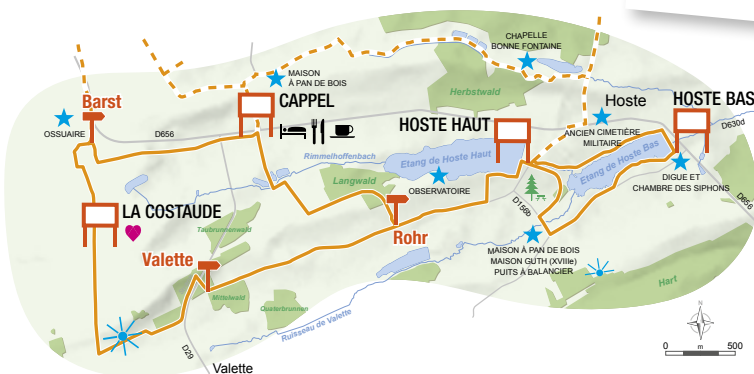 CHAPELLE
BONNE FONTAINE
MAISON
À PAN DE BOIS
Herbstwald
Barst
CAPPEL
Hoste
HOSTE BAS
OSSUAIRE
D656
HOSTE HAUT
ANCIEN CIMETIÈRE
MILITAIRE
D630d
Rimmelhoffenbach
Etang de Hoste Haut
Etang de Hoste Bas
Langwald
OBSERVATOIRE
DIGUE ET
CHAMBRE DES SIPHONS
D656
LA COSTAUDE
D156b
Taubrunnenwald
Rohr
Valette
MAISON À PAN DE BOIS
MAISON GUTH (XVIIIe)
PUITS À BALANCIER
Hart
Mittelwald
Quaterbrunnen
Ruisseau de Valette
N
D29
0 m 500
Valette